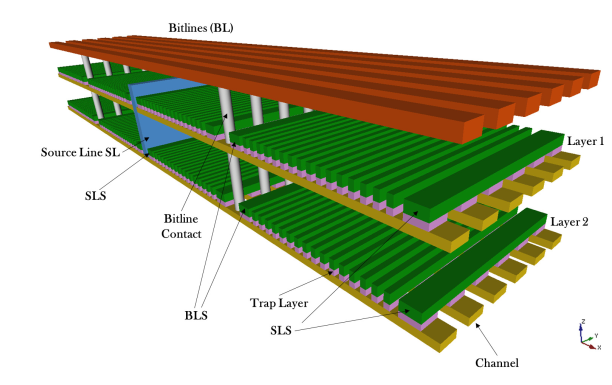 Bitlines (BL)
Layer 1
Source Line SL
SLS
Layer 2
Bitline
Contact
Trap Layer
BLS
SLS
Channel
Z
Y
X